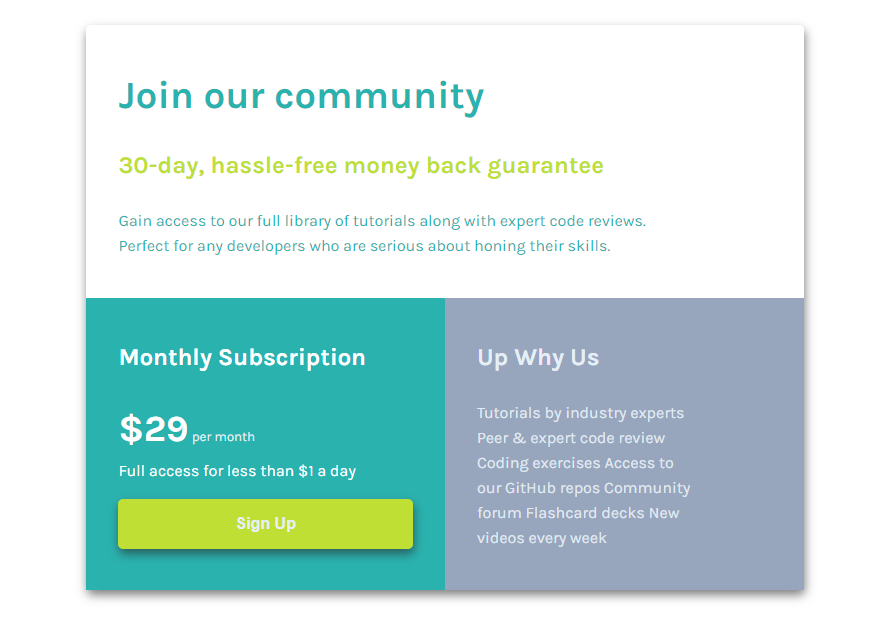 Join our community
30-day, hassle-free money back guarantee
Gain access to our full library of tutorials along with expert code reviews.
Perfect for any developers who are serious about honing their skills.
Monthly Subscription
$29 per month
Full access for less than $1 a day
Sign Up
Up Why Us
Tutorials by industry experts
Peer & expert code review
Coding exercises Access to
our GitHub repos Community
forum Flashcard decks New
videos every week